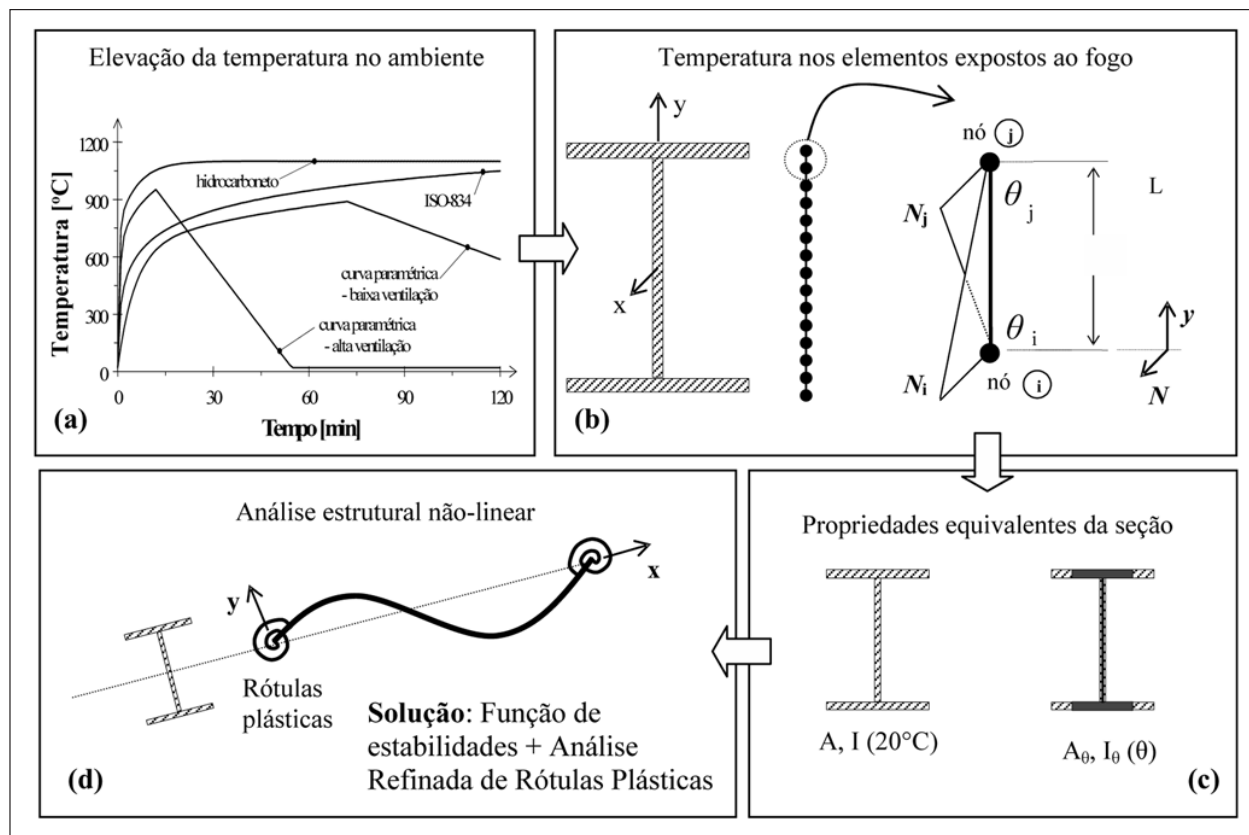 Elevação da temperatura no ambiente
Temperatura [ºC]
1200
1100
900
600
300
0
hidrocarboneto
ISO-834
curva paramétrica
- baixa ventilação
curva paramétrica
- alta ventilação
0
30
60
90
120
Tempo [min]
(a)
Temperatura nos elementos expostos ao fogo
y
x
nó j
θ j
N j
L
θ i
nó i
N i
y
N
(b)
Propriedades equivalentes da seção
A, I (20°C)
Aθ, Iθ (θ)
(c)
Análise estrutural não-linear
x
y
Rótulas
plásticas
Solução: Função de
estabilidades + Análise
Refinada de Rótulas Plásticas
(d)